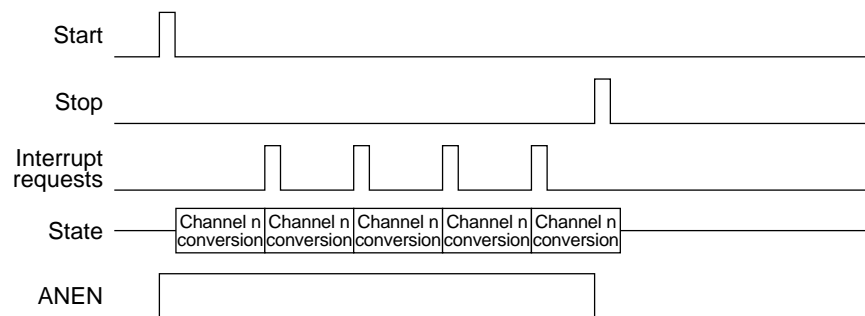 Start
Stop
Interrupt
requests
State
Channel n
conversion
Channel n
conversion
Channel n
conversion
Channel n
conversion
Channel n
conversion
ANEN